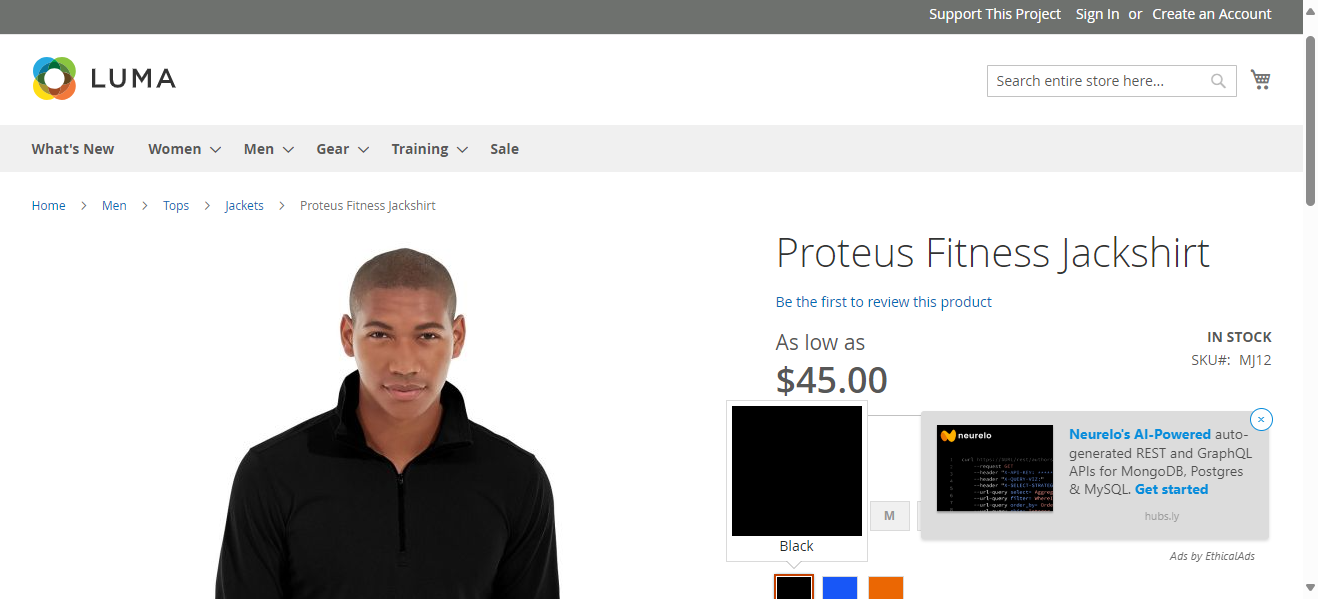 Support This Project Sign In or Create an Account
LUMA
Search entire store here...
What's New Women Men Gear Training Sale
Home > Men > Tops > Jackets > Proteus Fitness Jackshirt
Proteus Fitness Jackshirt
Be the first to review this product
As low as
$45.00
IN STOCK
SKU#: MJ12
Black
M
neurelo
Neurelo's AI-Powered auto-
generated REST and GraphQL
APIs for MongoDB, Postgres
& MySQL. Get started
hubs.ly
Ads by EthicalAds